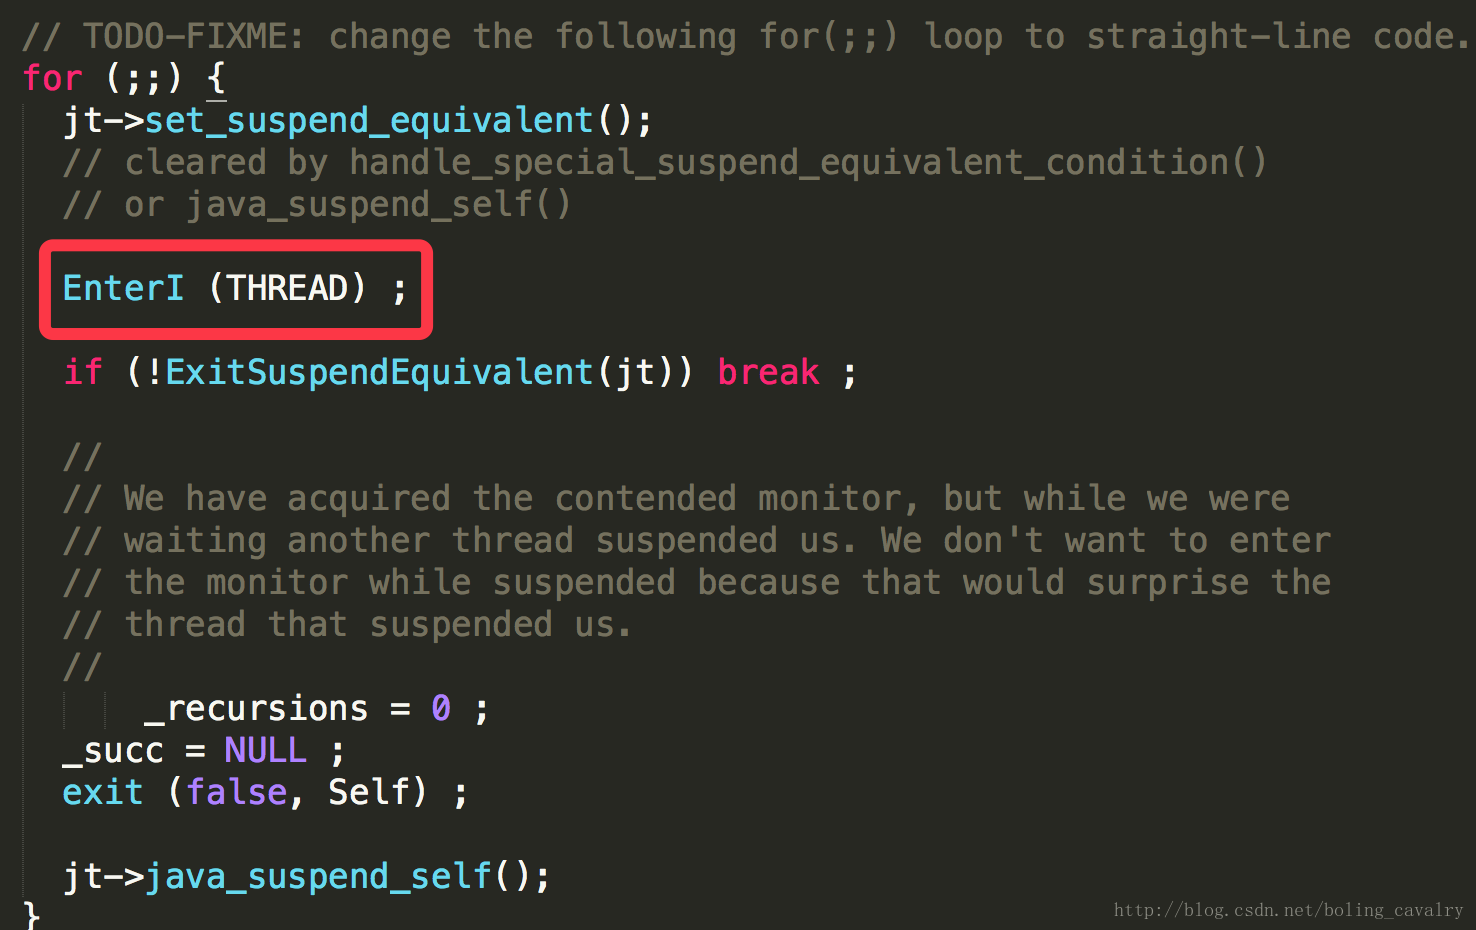 // TODO-FIXME: change the following for(;;) loop to straight-line code.
for (;;) {
jt->set_suspend_equivalent();
// cleared by handle_special_suspend_equivalent_condition()
// or java_suspend_self()
EnterI (THREAD) ;
if (!ExitSuspendEquivalent(jt)) break ;
//
// We have acquired the contended monitor, but while we were
// waiting another thread suspended us. We don't want to enter
// the monitor while suspended because that would surprise the
// thread that suspended us.
//
_recursions = 0 ;
_succ = NULL ;
exit (false, Self) ;
jt->java_suspend_self();
}
http://blog.csdn.net/boling_cavalry